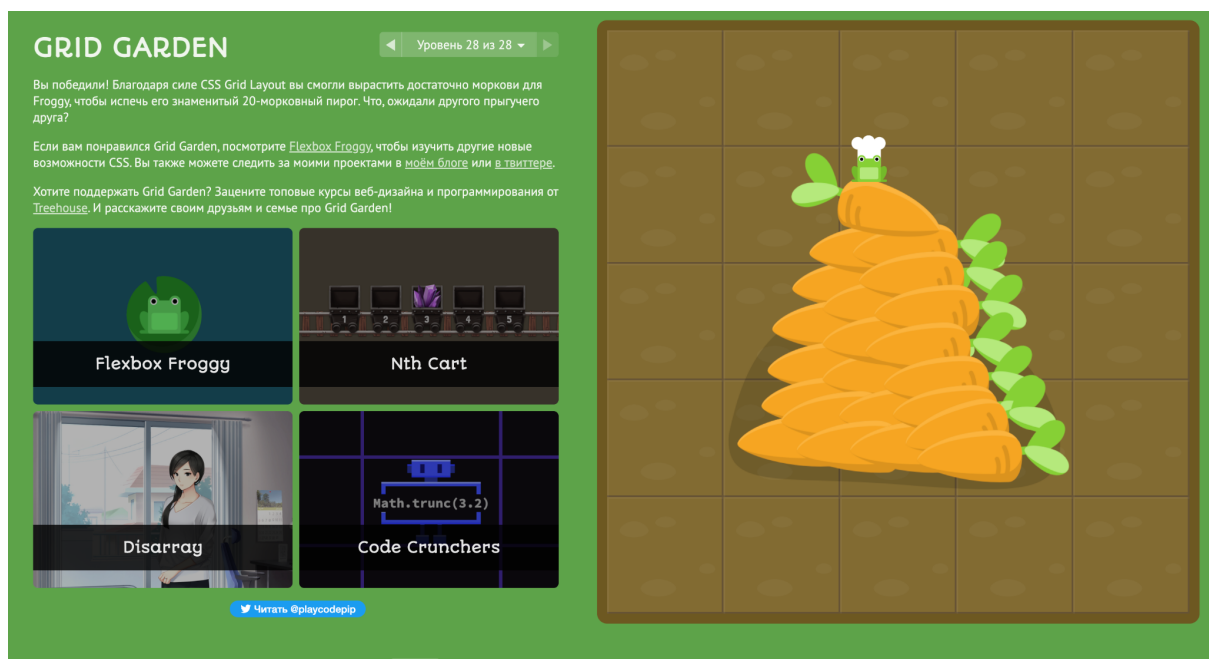 GRID GARDEN
Уровень 28 из 28
Вы победили! Благодаря силе CSS Grid Layout вы смогли вырастить достаточно моркови для
Froggy, чтобы испечь его знаменитый 20-морковный пирог. Что, ожидали другого прыгучего
друга?
Если вам понравился Grid Garden, посмотрите Flexbox Froggy, чтобы изучить другие новые
возможности CSS. Вы также можете следить за моими проектами в моём блоге или в твиттере.
Хотите поддержать Grid Garden? Зацените топовые курсы веб-дизайна и программирования от
Treehouse. И расскажите своим друзьям и семье про Grid Garden!
Flexbox Froggy
1 2 3 4 5
Nth Cart
Disarray
Math.trunc(3.2)
Code Crunchers
Читать @playcodepip